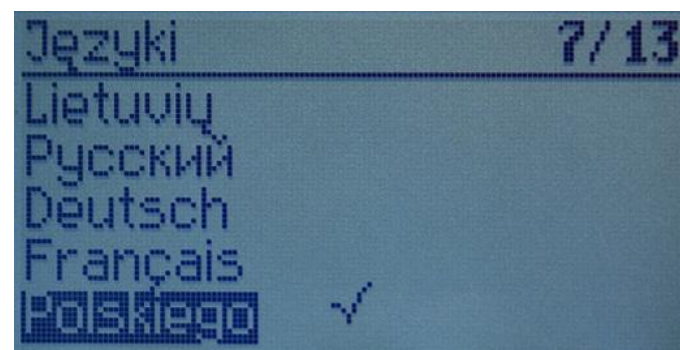 Języki 7/13
Lietuvių
Русский
Deutsch
Français
Polskiego ✓